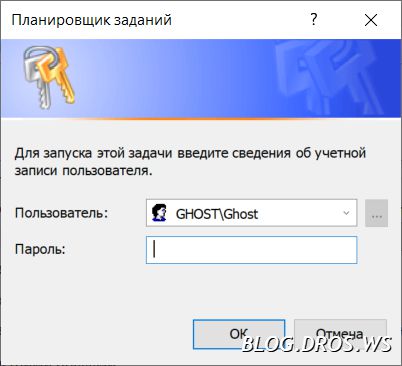 Планировщик заданий
Для запуска этой задачи введите сведения об учетной
записи пользователя.
Пользователь: GHOST\Ghost ...
Пароль:
ОК Отмена
BLOG.DROS.WS